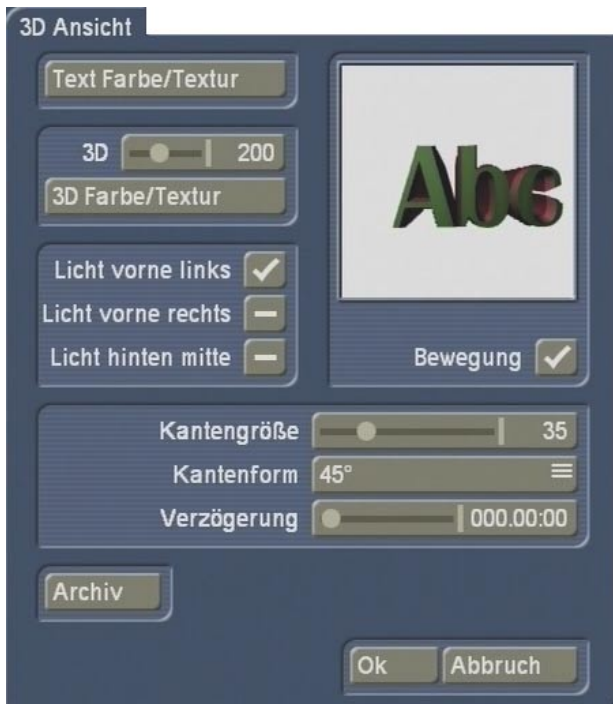 3D Ansicht
Text Farbe/Textur
3D 200
3D Farbe/Textur
Abc
Licht vorne links
Licht vorne rechts
Licht hinten mitte
Bewegung
Kantengröße 35
Kantenform 45°
Verzögerung 000.00:00
Archiv
Ok Abbruch